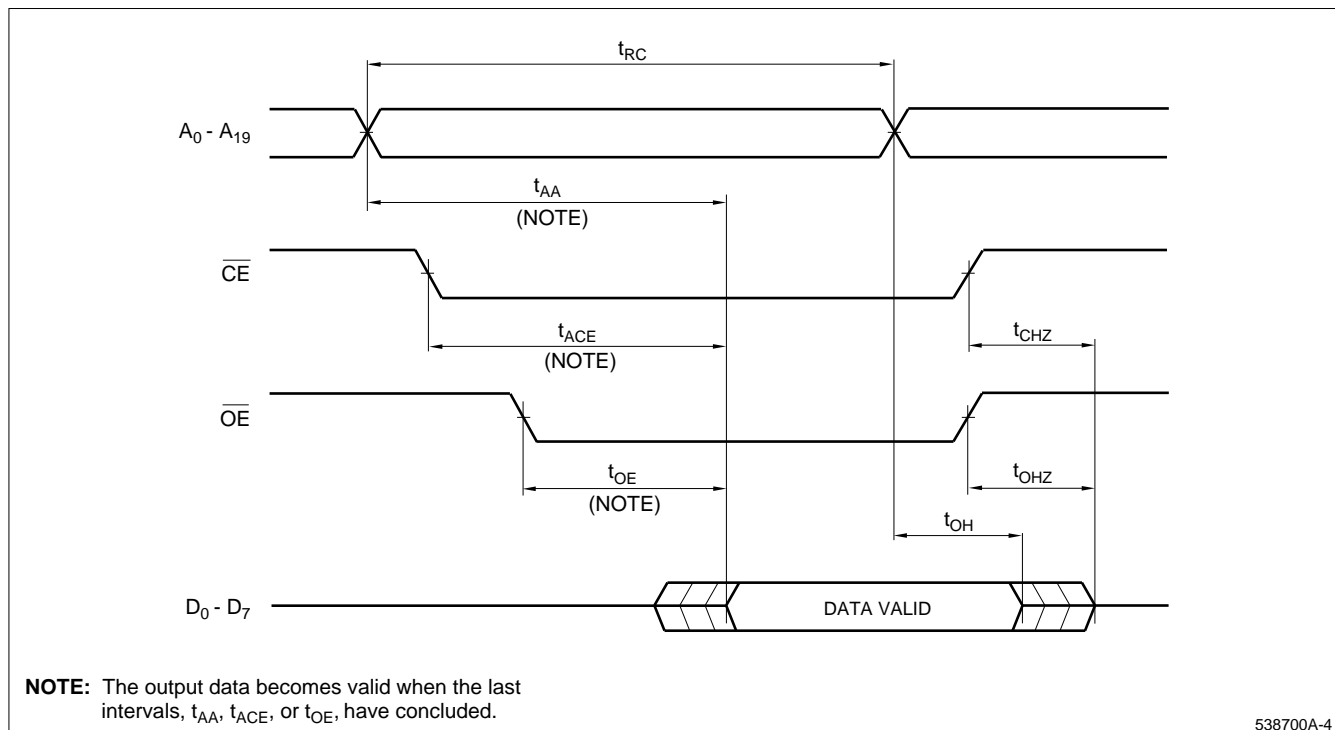 tRC
A0 - A19
tAA
(NOTE)
CE
tACE
(NOTE)
tCHZ
OE
tOE
(NOTE)
tOHZ
tOH
D0 - D7
DATA VALID
NOTE: The output data becomes valid when the last
intervals, tAA, tACE, or tOE, have concluded.
538700A-4